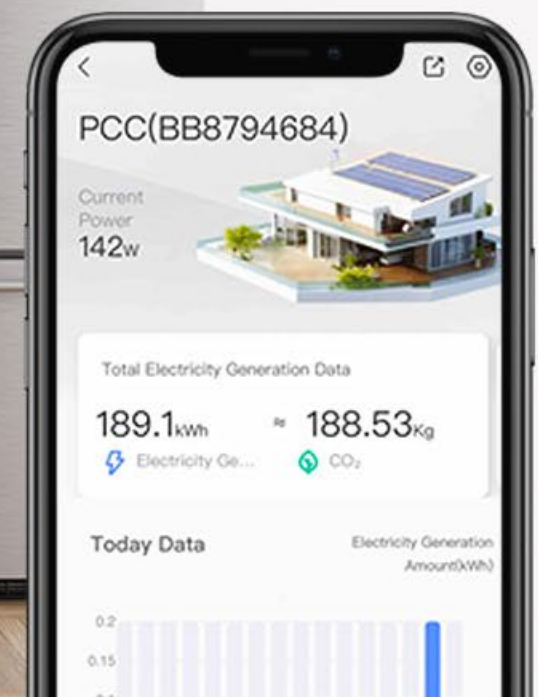 PCC(BB8794684)
Current
Power
142w
Total Electricity Generation Data
189.1kWh ≈ 188.53Kg
Electricity Ge... CO₂
Today Data
Electricity Generation
Amount(kWh)
0.2
0.15